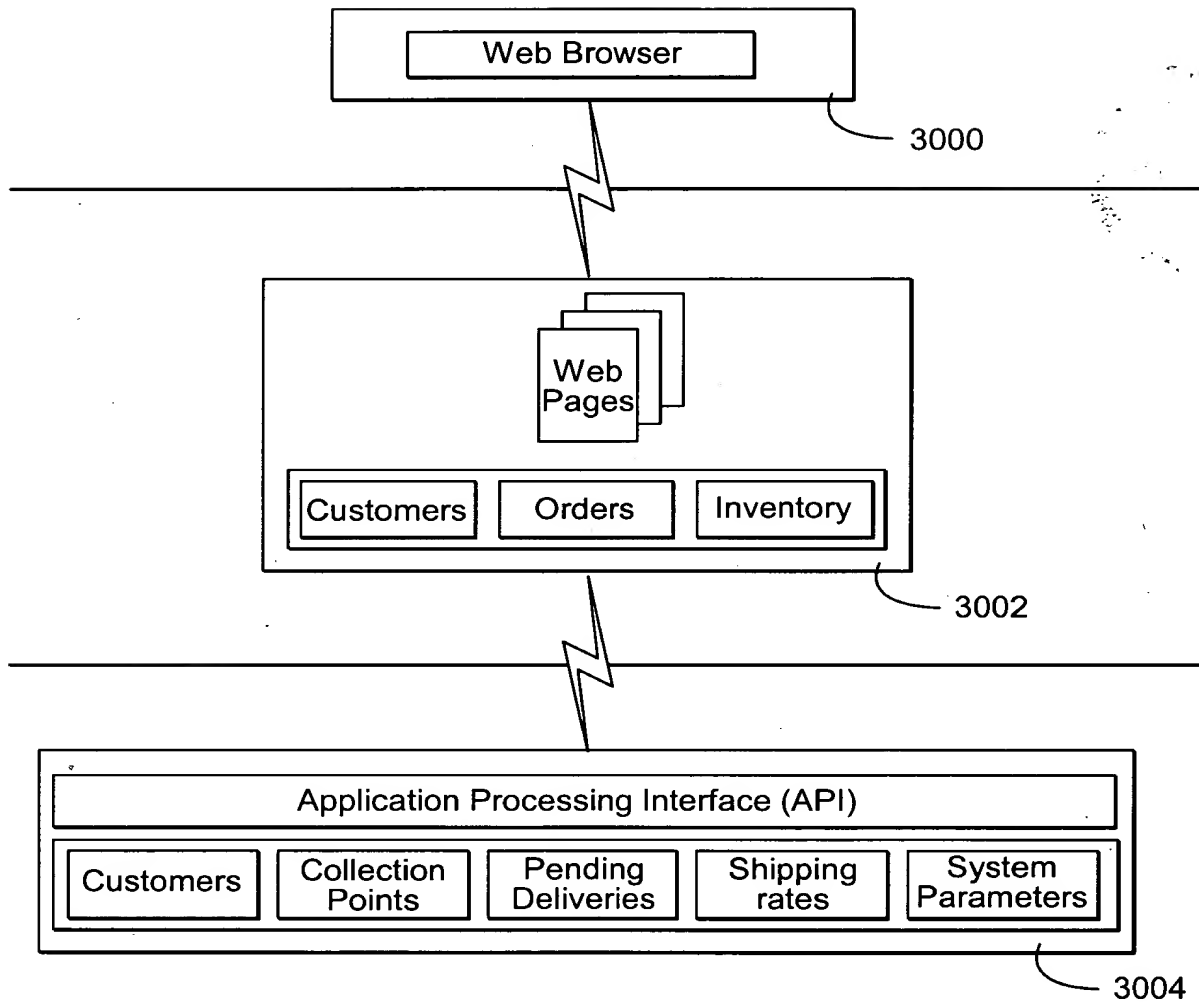 Web Browser
3000
Web
Pages
Customers
Orders
Inventory
3002
Application Processing Interface (API)
Customers
Collection
Points
Pending
Deliveries
Shipping
rates
System
Parameters
3004